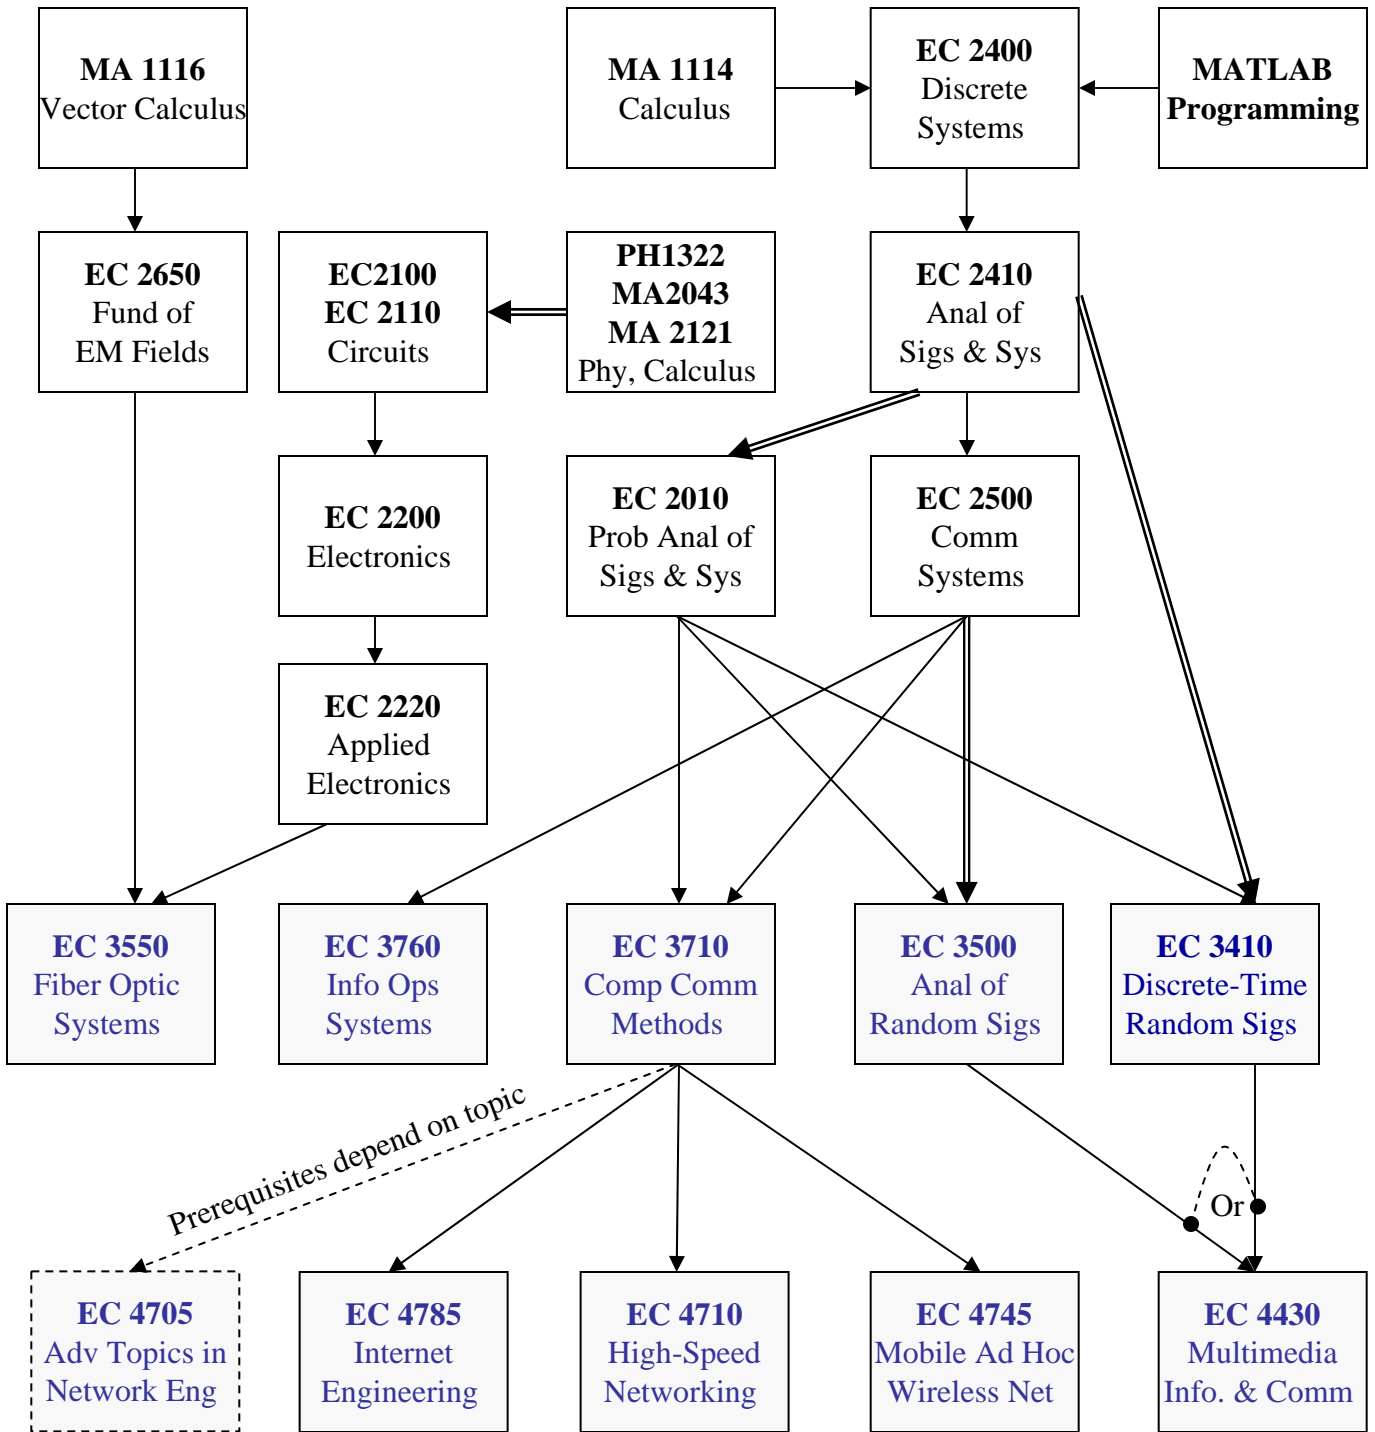 MA 1116
Vector Calculus
MA 1114
Calculus
EC 2400
Discrete
Systems
MATLAB
Programming
EC 2650
Fund of
EM Fields
EC2100
EC 2110
Circuits
PH1322
MA2043
MA 2121
Phy, Calculus
EC 2410
Anal of
Sigs & Sys
EC 2200
Electronics
EC 2010
Prob Anal of
Sigs & Sys
EC 2500
Comm
Systems
EC 2220
Applied
Electronics
EC 3550
Fiber Optic
Systems
EC 3760
Info Ops
Systems
EC 3710
Comp Comm
Methods
EC 3500
Anal of
Random Sigs
EC 3410
Discrete-Time
Random Sigs
Prerequisites depend on topic
Or
EC 4705
Adv Topics in
Network Eng
EC 4785
Internet
Engineering
EC 4710
High-Speed
Networking
EC 4745
Mobile Ad Hoc
Wireless Net
EC 4430
Multimedia
Info. & Comm